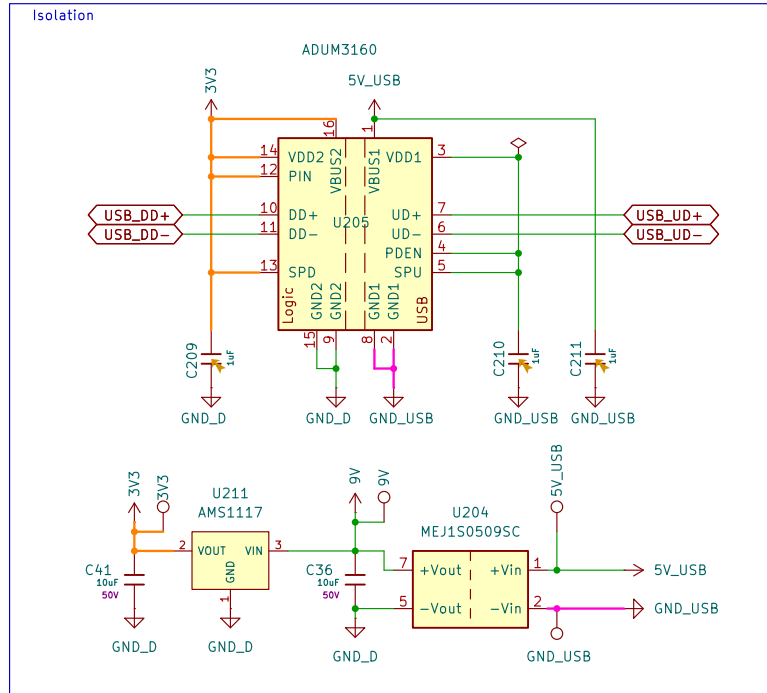 Isolation
ADUM3160
3V3
5V_USB
16
1
VBUS2
VBUS1
14 VDD2
VDD1 3
12 PIN
USB_DD+ 10 DD+
UD+ 7 USB_UD+
U205
USB_DD- 11 DD-
UD- 6 USB_UD-
PDEN 4
13 SPD
SPU 5
Logic
GND2
GND2
GND1
GND1
USB
15
9
8
2
C209
1uF
C210
1uF
C211
1uF
GND_D
GND_D
GND_USB
GND_USB
GND_USB
3V3
3V3
U211
AMS1117
9V
9V
U204
MEJ1S0509SC
5V_USB
2 VOUT
VIN 3
GND
1
C41
10uF
50V
C36
10uF
50V
7 +Vout
+Vin 1
5V_USB
5 -Vout
-Vin 2
GND_USB
GND_D
GND_D
GND_D
GND_USB